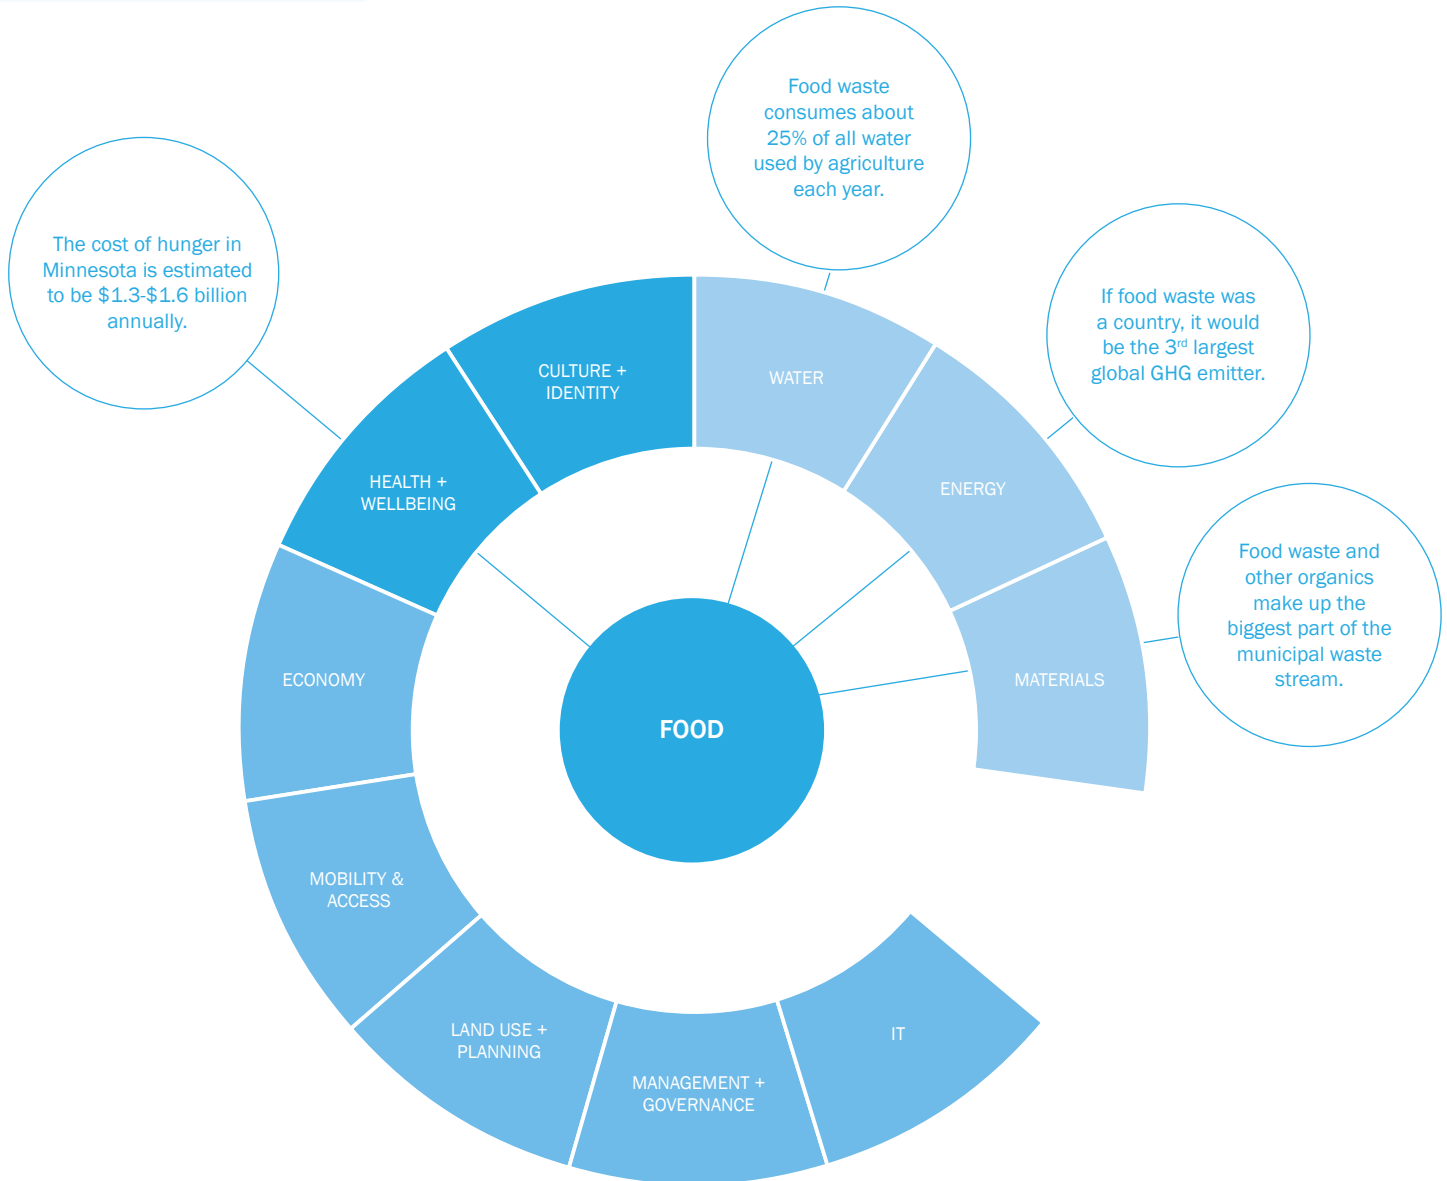 Food waste
consumes about
25% of all water
used by agriculture
each year.
The cost of hunger in
Minnesota is estimated
to be $1.3-$1.6 billion
annually.
If food waste was
a country, it would
be the 3rd largest
global GHG emitter.
CULTURE +
IDENTITY
WATER
HEALTH +
WELLBEING
ENERGY
Food waste and
other organics
make up the
biggest part of the
municipal waste
stream.
ECONOMY
MATERIALS
FOOD
MOBILITY &
ACCESS
LAND USE +
PLANNING
IT
MANAGEMENT +
GOVERNANCE